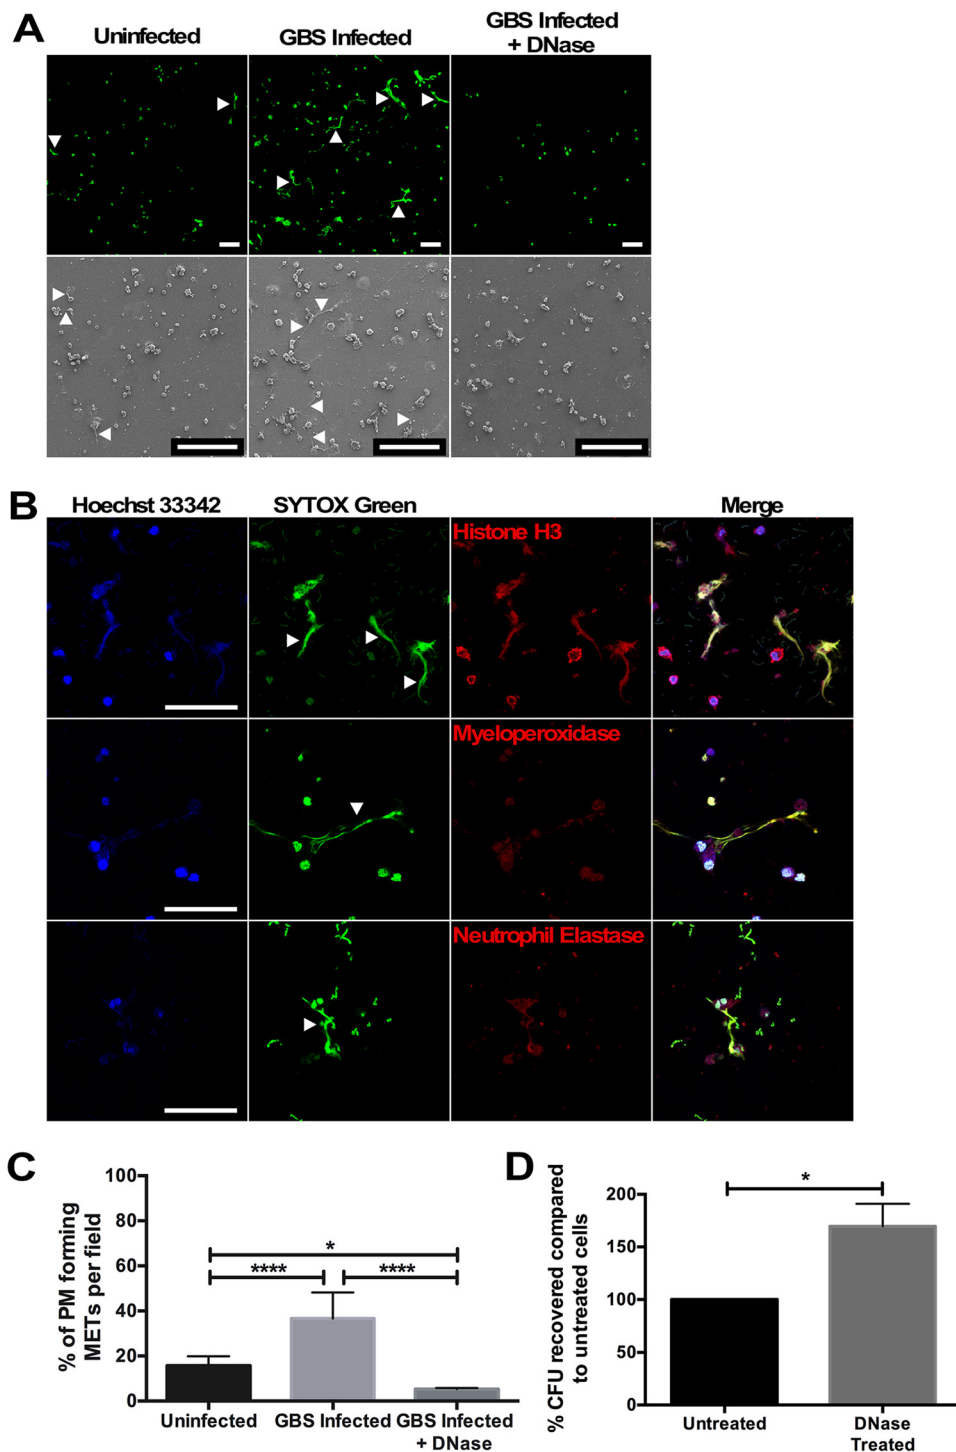 A
Uninfected
GBS Infected
GBS Infected
+ DNase
B
Hoechst 33342
SYTOX Green
Merge
Histone H3
Myeloperoxidase
Neutrophil Elastase
C
% of PM forming
METs per field
100
80
60
40
20
0
*
****
****
Uninfected
GBS Infected
GBS Infected
+ DNase
D
% CFU recovered compared
to untreated cells
200
150
100
50
0
*
Untreated
DNase
Treated